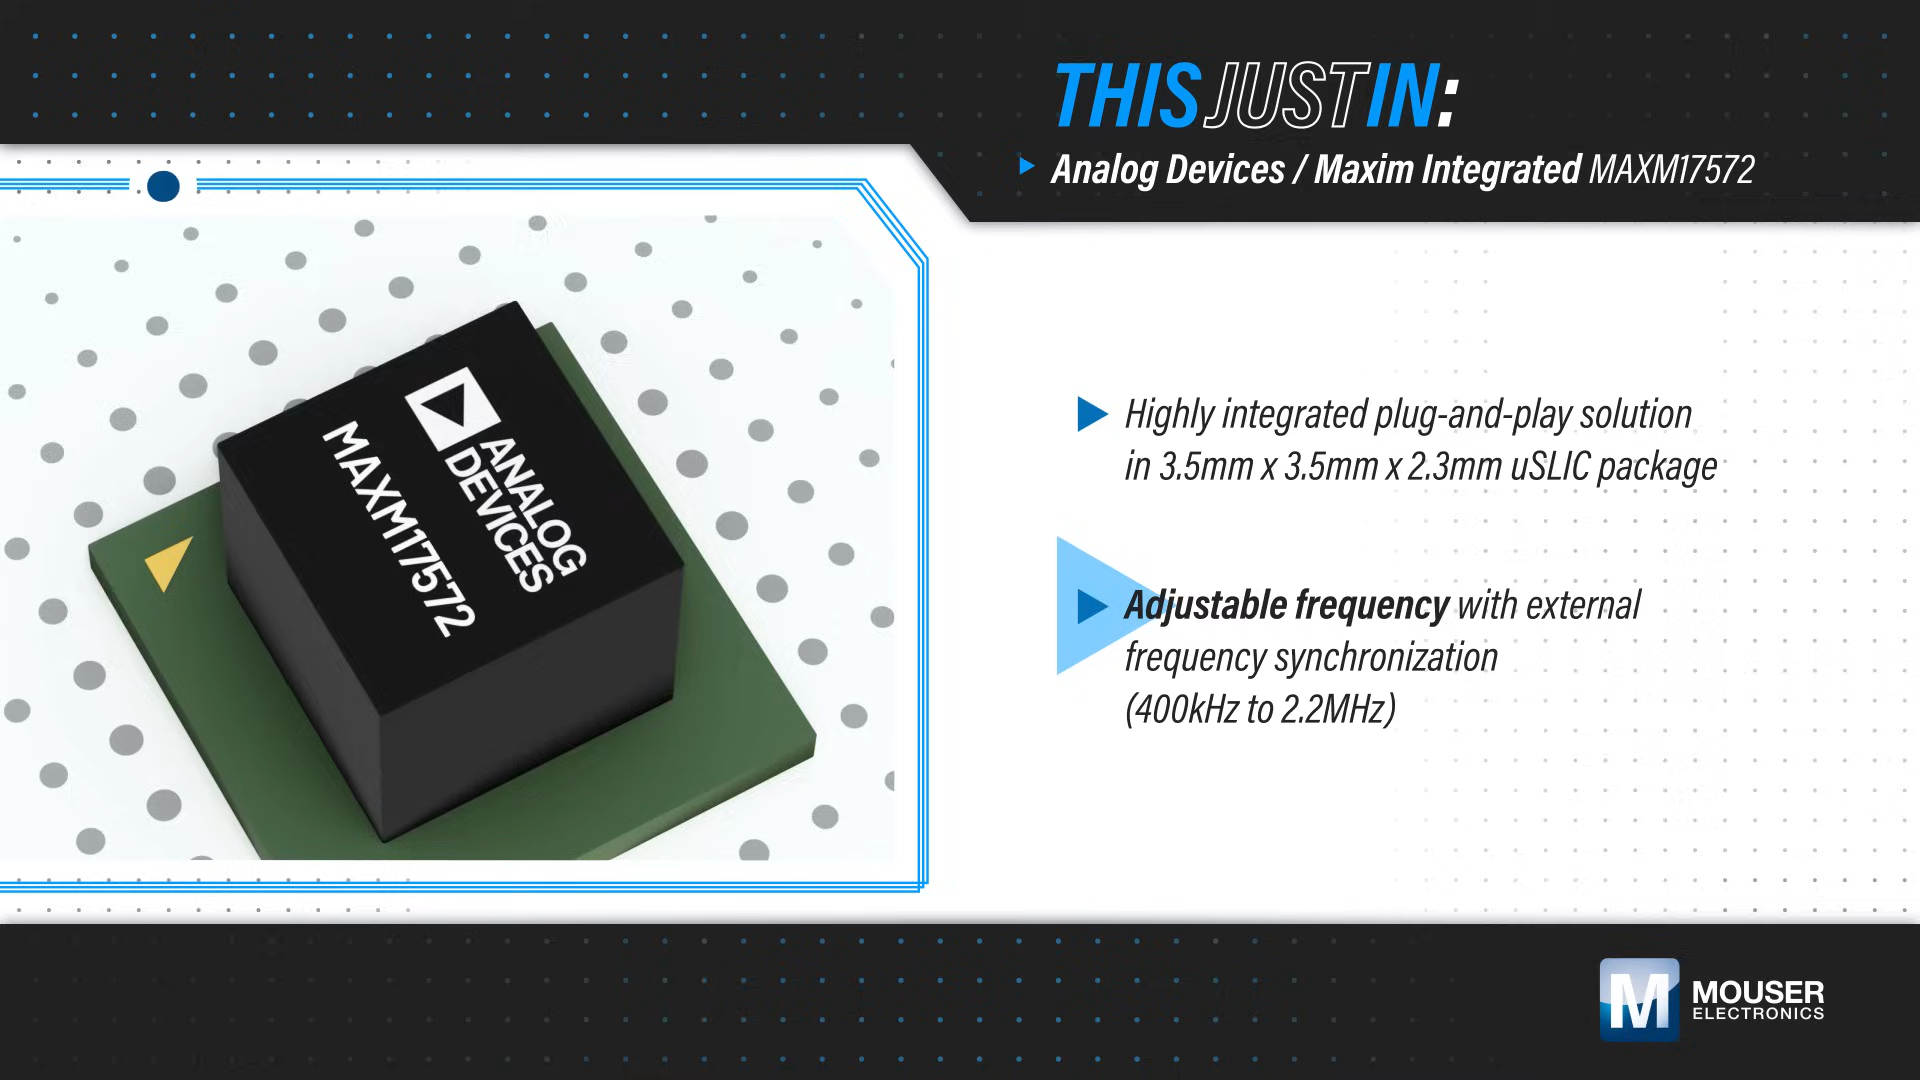 THIS JUST IN:
Analog Devices / Maxim Integrated MAXM17572
ANALOG
DEVICES
MAXM17572
Highly integrated plug-and-play solution
in 3.5mm x 3.5mm x 2.3mm uSLIC package
Adjustable frequency with external
frequency synchronization
(400kHz to 2.2MHz)
M
MOUSER
ELECTRONICS